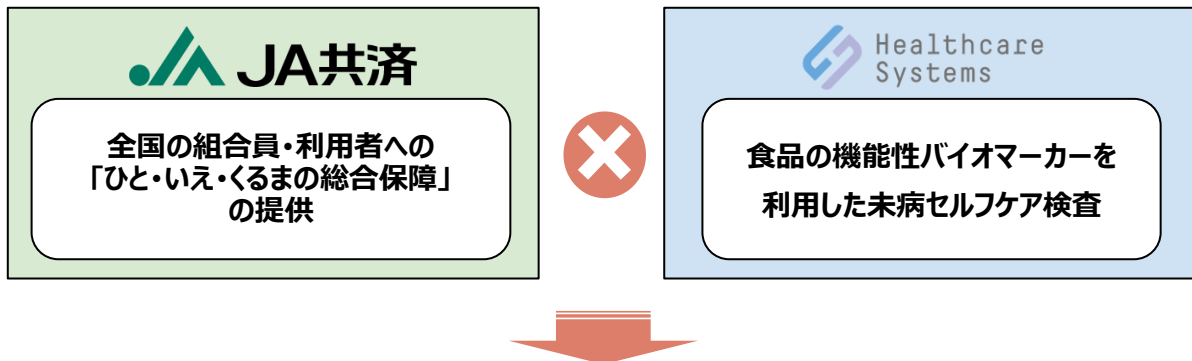 JA共済
全国の組合員・利用者への
「ひと・いえ・くるまの総合保障」
の提供
Healthcare
Systems
食品の機能性バイオマーカーを
利用した未病セルフケア検査